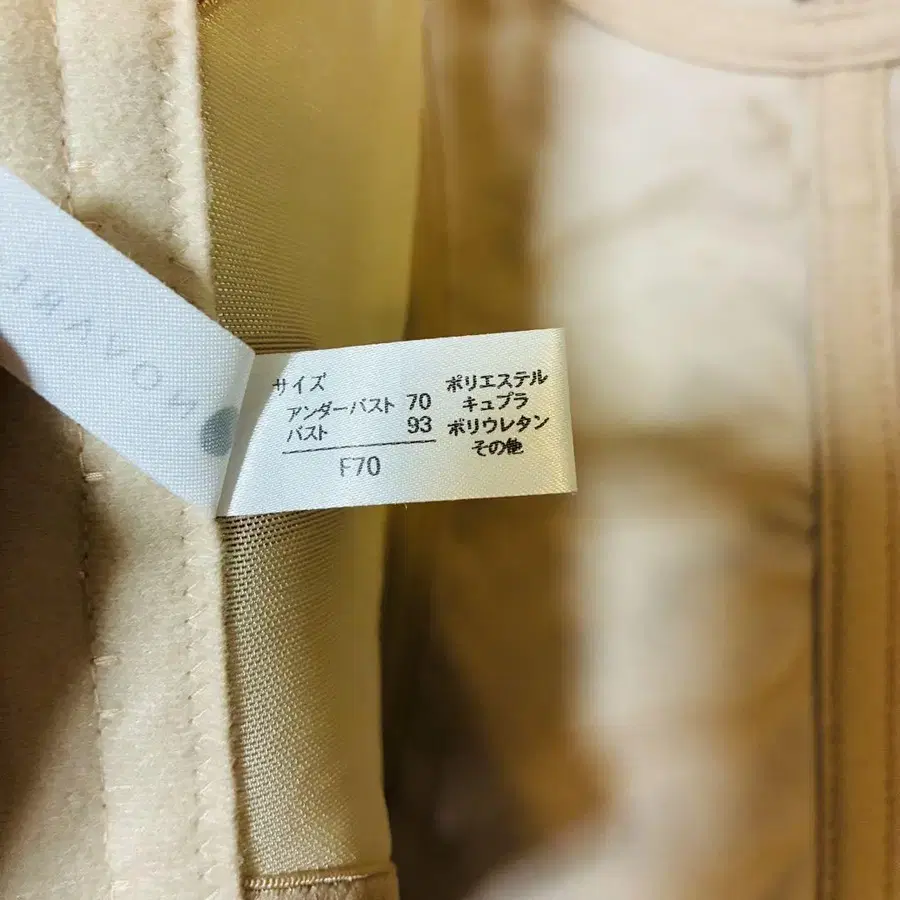 サイズ
アンダーバスト 70
バスト 93
F70
ポリエステル
キュプラ
ポリウレタン
その他